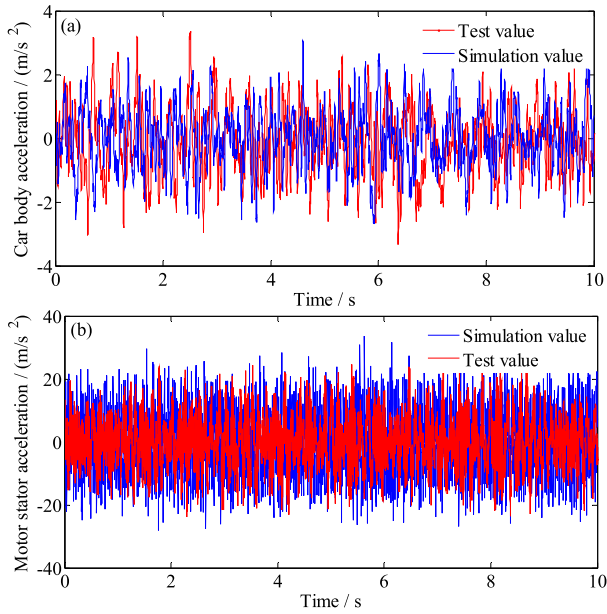 (a)
Test value
Simulation value
Car body acceleration / (m/s ²)
4
2
0
-2
-4
0 2 4 6 8 10
Time / s
(b)
Simulation value
Test value
Motor stator acceleration / (m/s ²)
40
20
0
-20
-40
0 2 4 6 8 10
Time / s